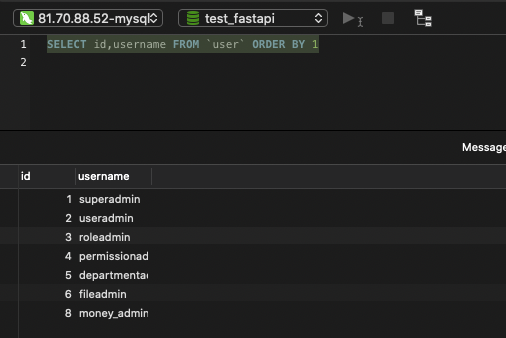 81.70.88.52-mysql
test_fastapi
1 SELECT id,username FROM `user` ORDER BY 1
2
Message
id username
1 superadmin
2 useradmin
3 roleadmin
4 permissionad
5 departmentac
6 fileadmin
8 money_admin